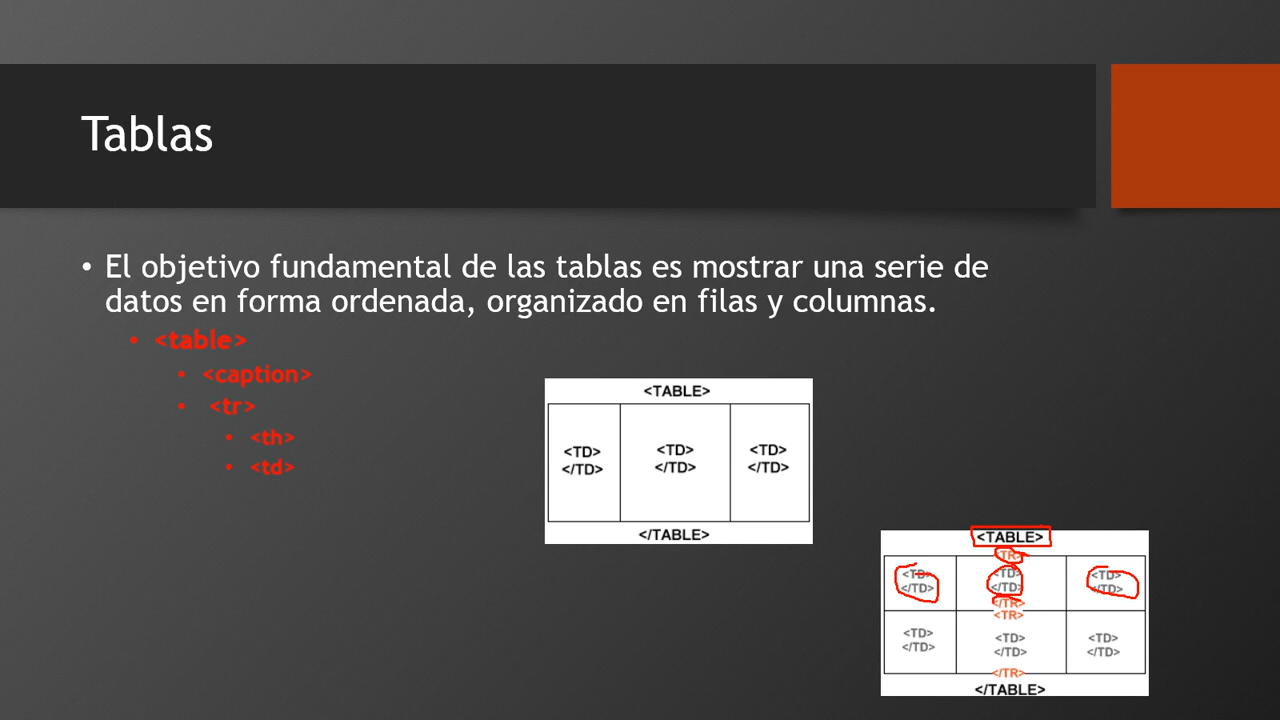 Tablas
• El objetivo fundamental de las tablas es mostrar una serie de
datos en forma ordenada, organizado en filas y columnas.
• <table>
• <caption>
• <tr>
• <th>
• <td>
<TABLE>
<TD> <TD> <TD>
</TD> </TD> </TD>
</TABLE>
<TABLE>
<TR>
<TD> <TD> <TD>
</TD> </TD> </TD>
</TR>
<TR>
<TD> <TD> <TD>
</TD> </TD> </TD>
</TR>
</TABLE>